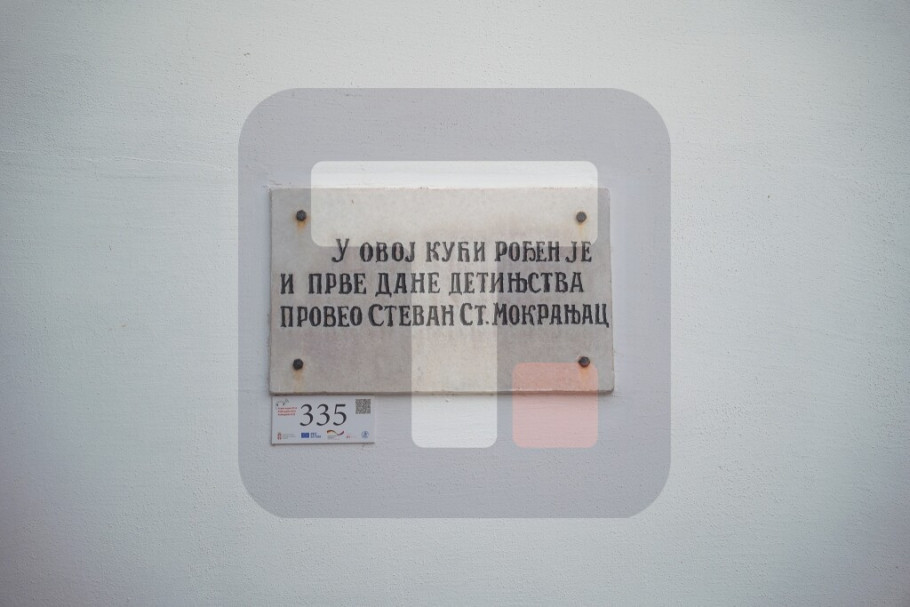 У ОВОЈ КУЋИ РОЂЕН ЈЕ
И ПРВЕ ДАНЕ ДЕТИЊСТВА
ПРОВЕО СТЕВАН СТ. МОКРАЊАЦ
335